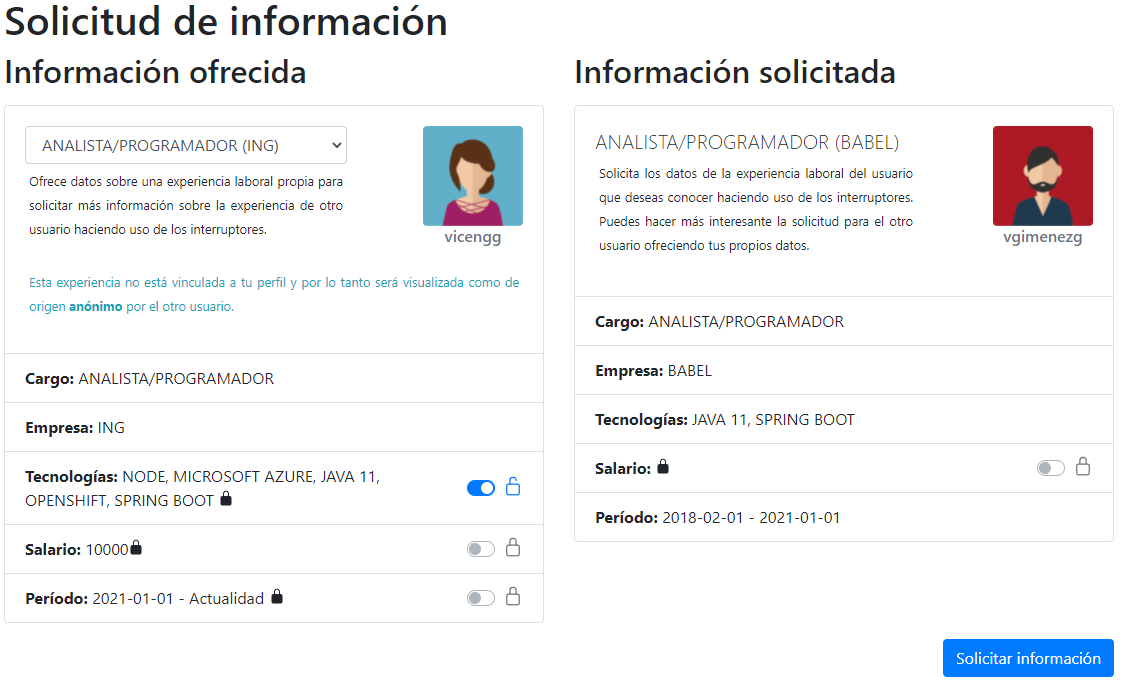 Solicitud de información
Información ofrecida
ANALISTA/PROGRAMADOR (ING)
Ofrece datos sobre una experiencia laboral propia para
solicitar más información sobre la experiencia de otro
usuario haciendo uso de los interruptores.
vicengg
Esta experiencia no está vinculada a tu perfil y por lo tanto será visualizada como de
origen anónimo por el otro usuario.
Cargo: ANALISTA/PROGRAMADOR
Empresa: ING
Tecnologías: NODE, MICROSOFT AZURE, JAVA 11,
OPENSHIFT, SPRING BOOT
Salario: 10000
Período: 2021-01-01 - Actualidad
Información solicitada
ANALISTA/PROGRAMADOR (BABEL)
Solicita los datos de la experiencia laboral del usuario
que deseas conocer haciendo uso de los interruptores.
Puedes hacer más interesante la solicitud para el otro
usuario ofreciendo tus propios datos.
vgimenezg
Cargo: ANALISTA/PROGRAMADOR
Empresa: BABEL
Tecnologías: JAVA 11, SPRING BOOT
Salario:
Período: 2018-02-01 - 2021-01-01
Solicitar información